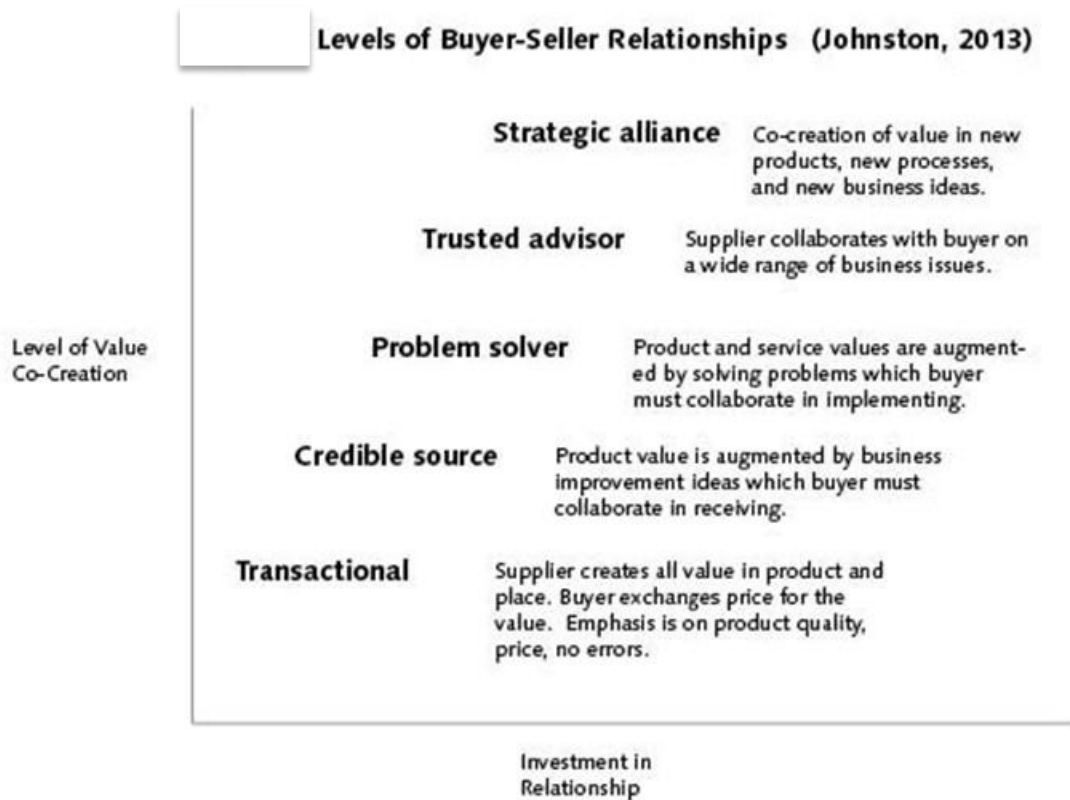 Levels of Buyer-Seller Relationships (Johnston, 2013)
Strategic alliance
Co-creation of value in new
products, new processes,
and new business ideas.
Trusted advisor
Supplier collaborates with buyer on
a wide range of business issues.
Level of Value
Co-Creation
Problem solver
Product and service values are augment-
ed by solving problems which buyer
must collaborate in implementing.
Credible source
Product value is augmented by business
improvement ideas which buyer must
collaborate in receiving.
Transactional
Supplier creates all value in product and
place. Buyer exchanges price for the
value. Emphasis is on product quality,
price, no errors.
Investment in
Relationship